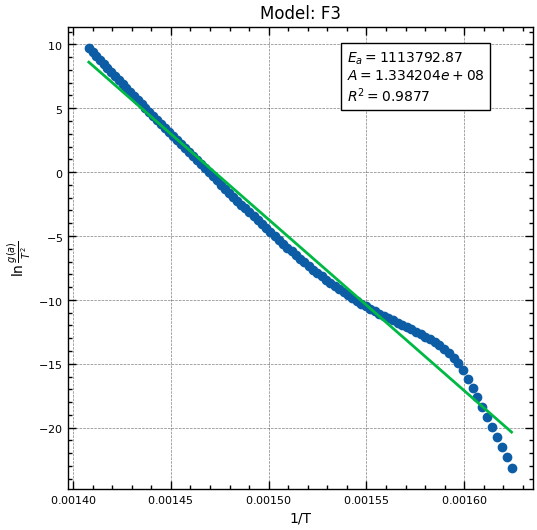 Model: F3
E_a = 1113792.87
A = 1.334204e + 08
R^2 = 0.9877
10
5
0
−5
−10
−15
−20
ln g(a)/T^2
0.00140 0.00145 0.00150 0.00155 0.00160
1/T